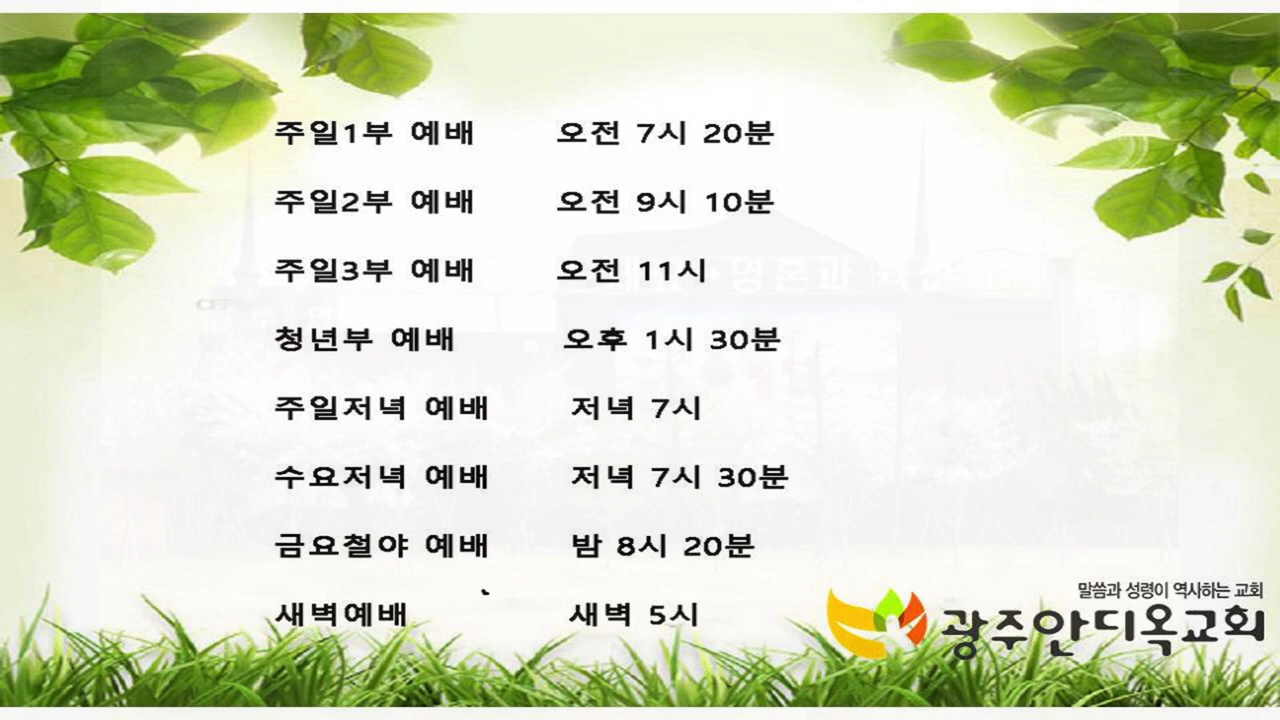 주일1부 예배 오전 7시 20분
주일2부 예배 오전 9시 10분
주일3부 예배 오전 11시
청년부 예배 오후 1시 30분
주일저녁 예배 저녁 7시
수요저녁 예배 저녁 7시 30분
금요철야 예배 밤 8시 20분
새벽예배 새벽 5시
말씀과 성령이 역사하는 교회
광주안디옥교회